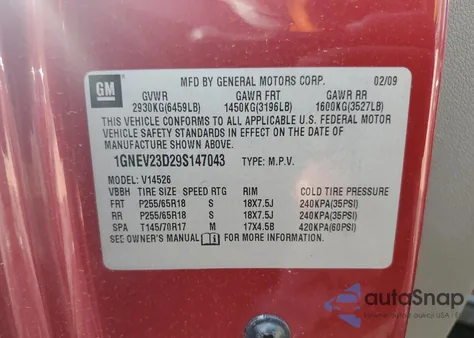 GM
MFD BY GENERAL MOTORS CORP. 02/09
GVWR GAWR FRT GAWR RR
2930KG(6459LB) 1450KG(3196LB) 1600KG(3527LB)
THIS VEHICLE CONFORMS TO ALL APPLICABLE U.S. FEDERAL MOTOR
VEHICLE SAFETY STANDARDS IN EFFECT ON THE DATE OF
MANUFACTURE SHOWN ABOVE.
1GNEV23D29S147043 TYPE: M.P.V.
MODEL: V14526
VBBH TIRE SIZE SPEED RTG RIM COLD TIRE PRESSURE
FRT P255/65R18 S 18X7.5J 240KPA(35PSI)
RR P255/65R18 S 18X7.5J 240KPA(35PSI)
SPA T145/70R17 M 17X4.5B 420KPA(60PSI)
SEE OWNER'S MANUAL FOR MORE INFORMATION.
autoSnap